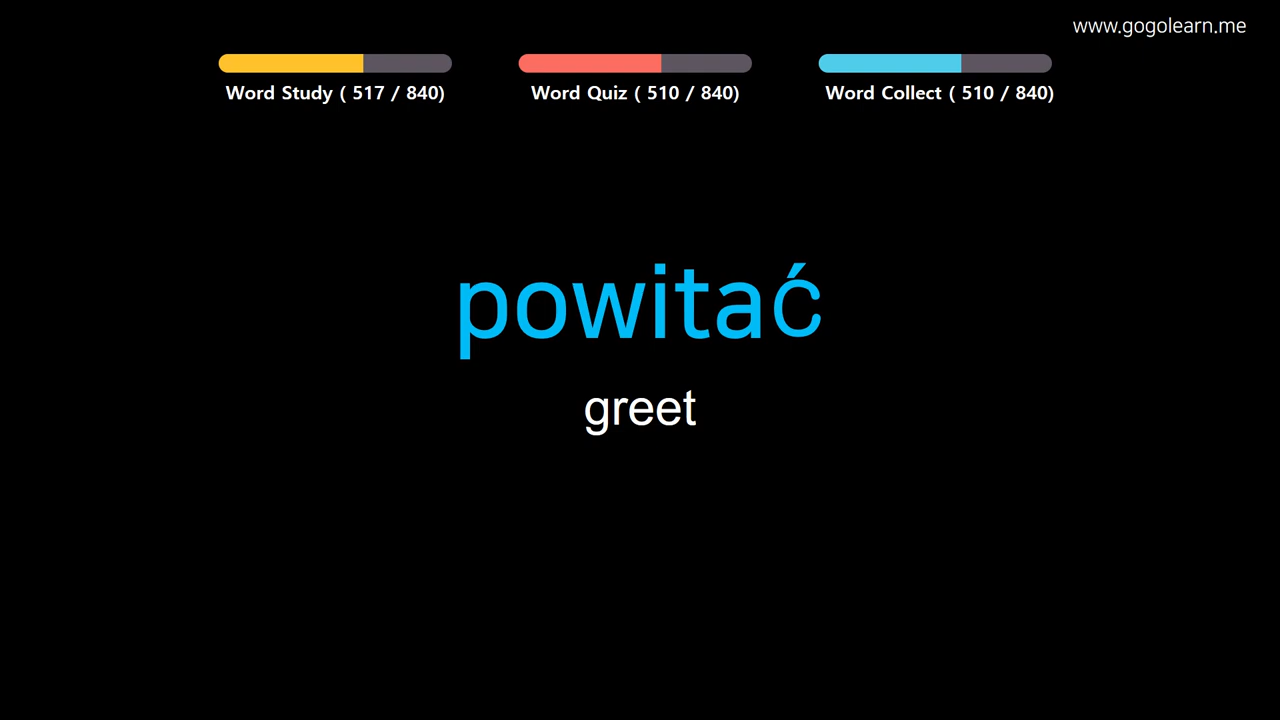 www.gogolearn.me
Word Study ( 517 / 840)
Word Quiz ( 510 / 840)
Word Collect ( 510 / 840)
powitać
greet